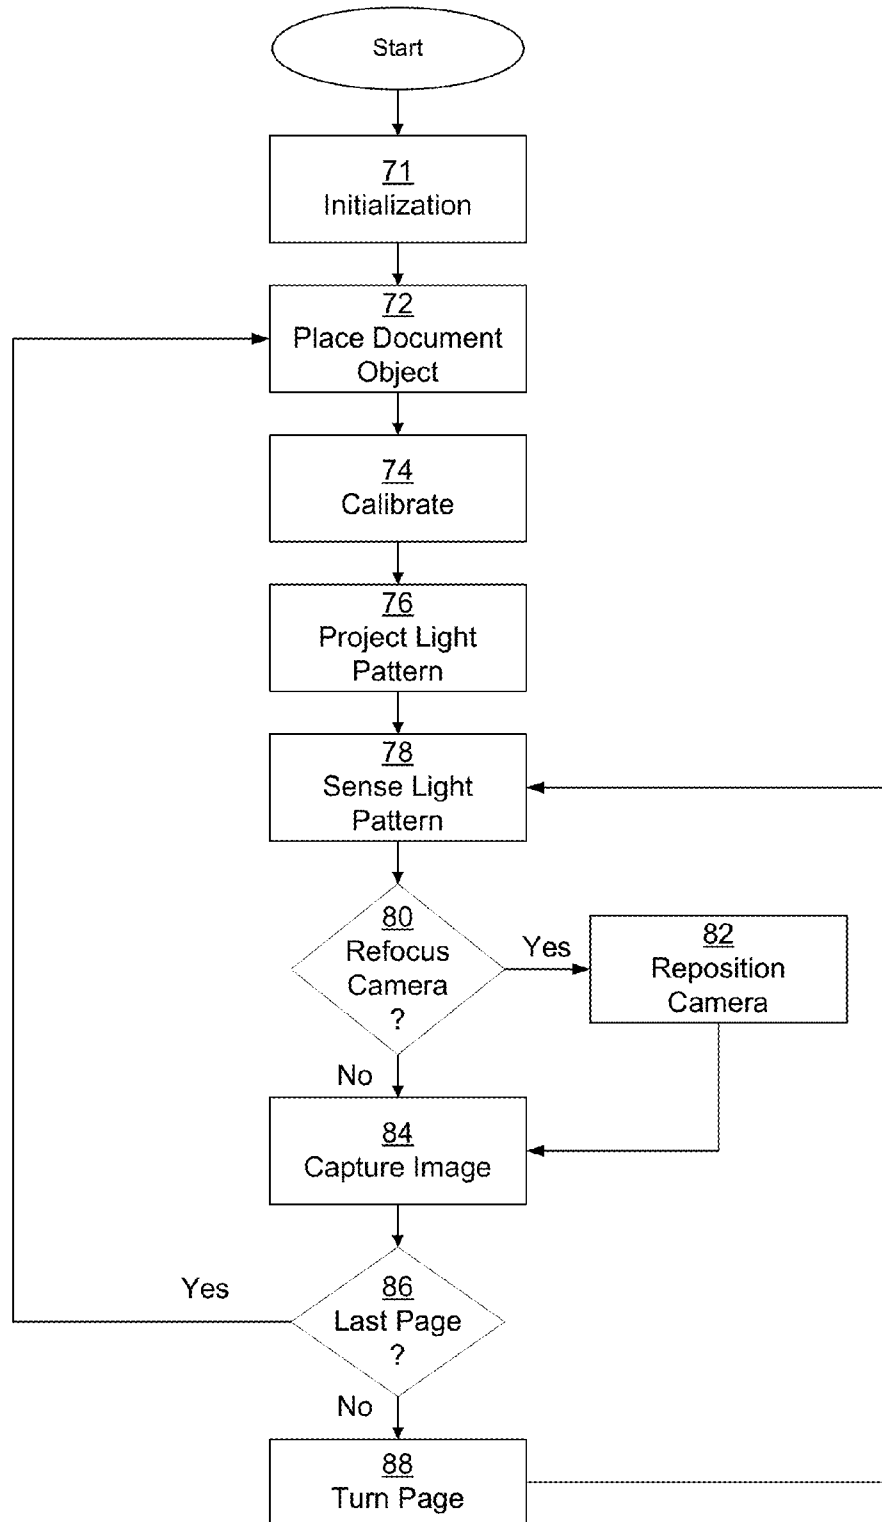 Start
71
Initialization
72
Place Document
Object
74
Calibrate
76
Project Light
Pattern
78
Sense Light
Pattern
80
Refocus
Camera
?
Yes
82
Reposition
Camera
No
84
Capture Image
Yes
86
Last Page
?
No
88
Turn Page